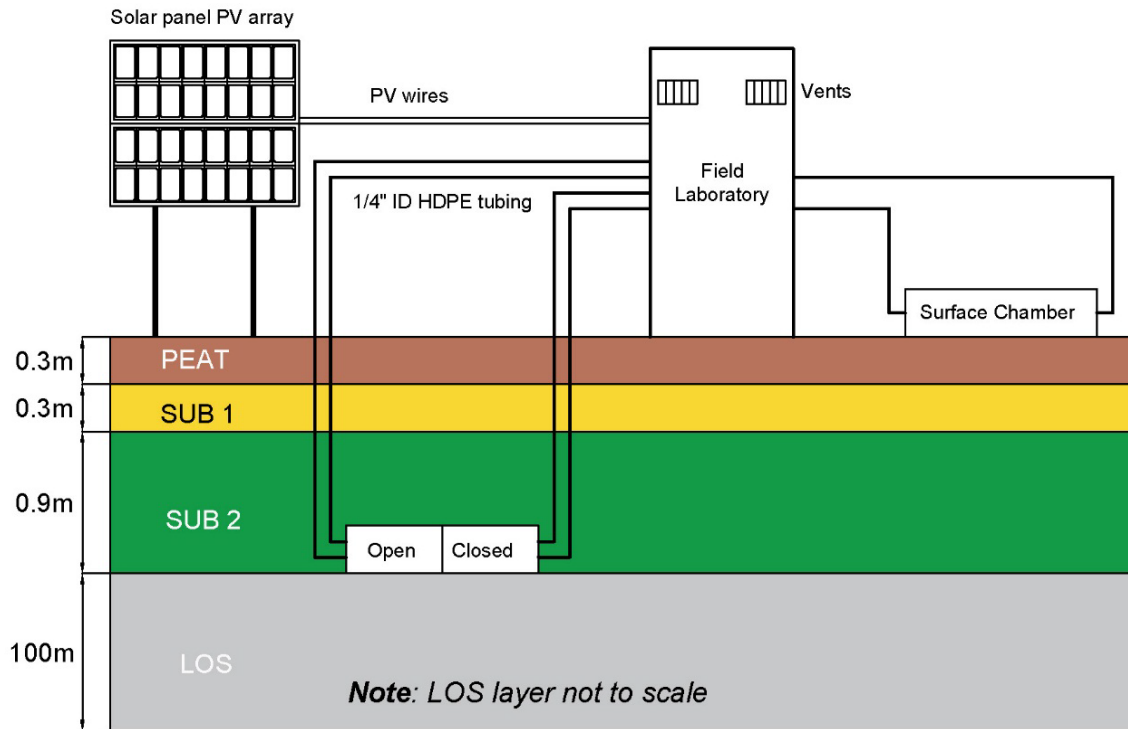 Solar panel PV array
PV wires
Vents
Field
Laboratory
1/4" ID HDPE tubing
Surface Chamber
0.3m
PEAT
0.3m
SUB 1
0.9m
SUB 2
Open
Closed
100m
LOS
Note: LOS layer not to scale